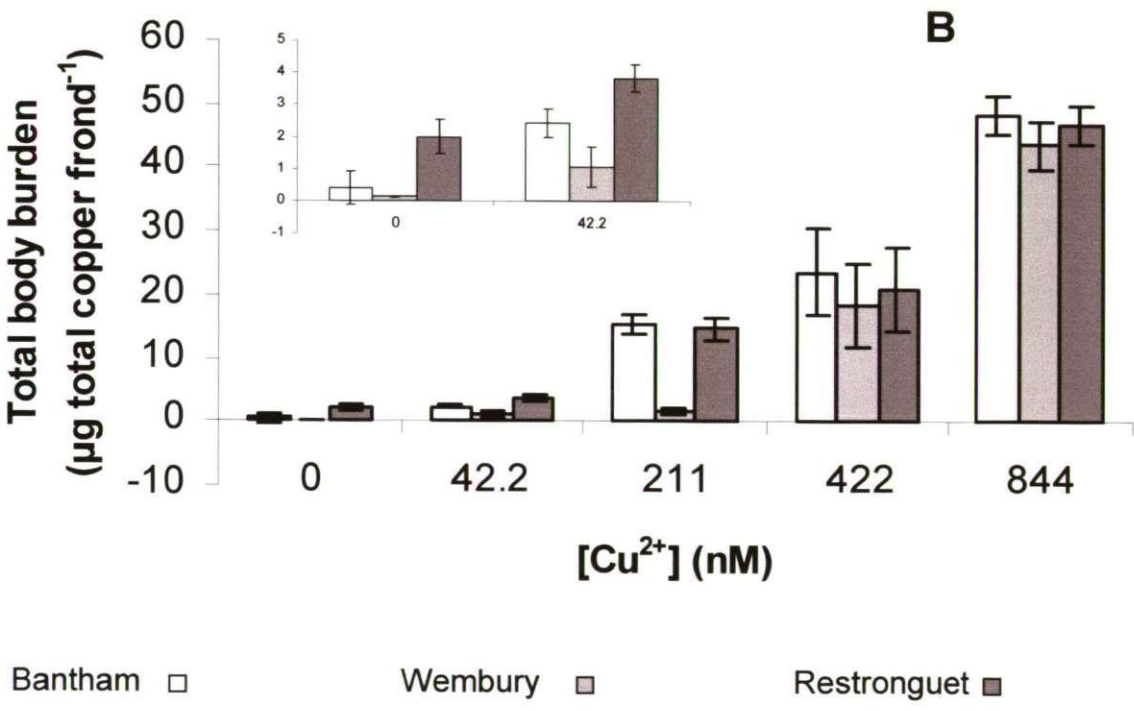 B
Total body burden
(µg total copper frond⁻¹)
60
50
40
30
20
10
0
-10
5
4
3
2
1
0
-1
0 42.2
0 42.2 211 422 844
[Cu²⁺] (nM)
Bantham Wembury Restronguet